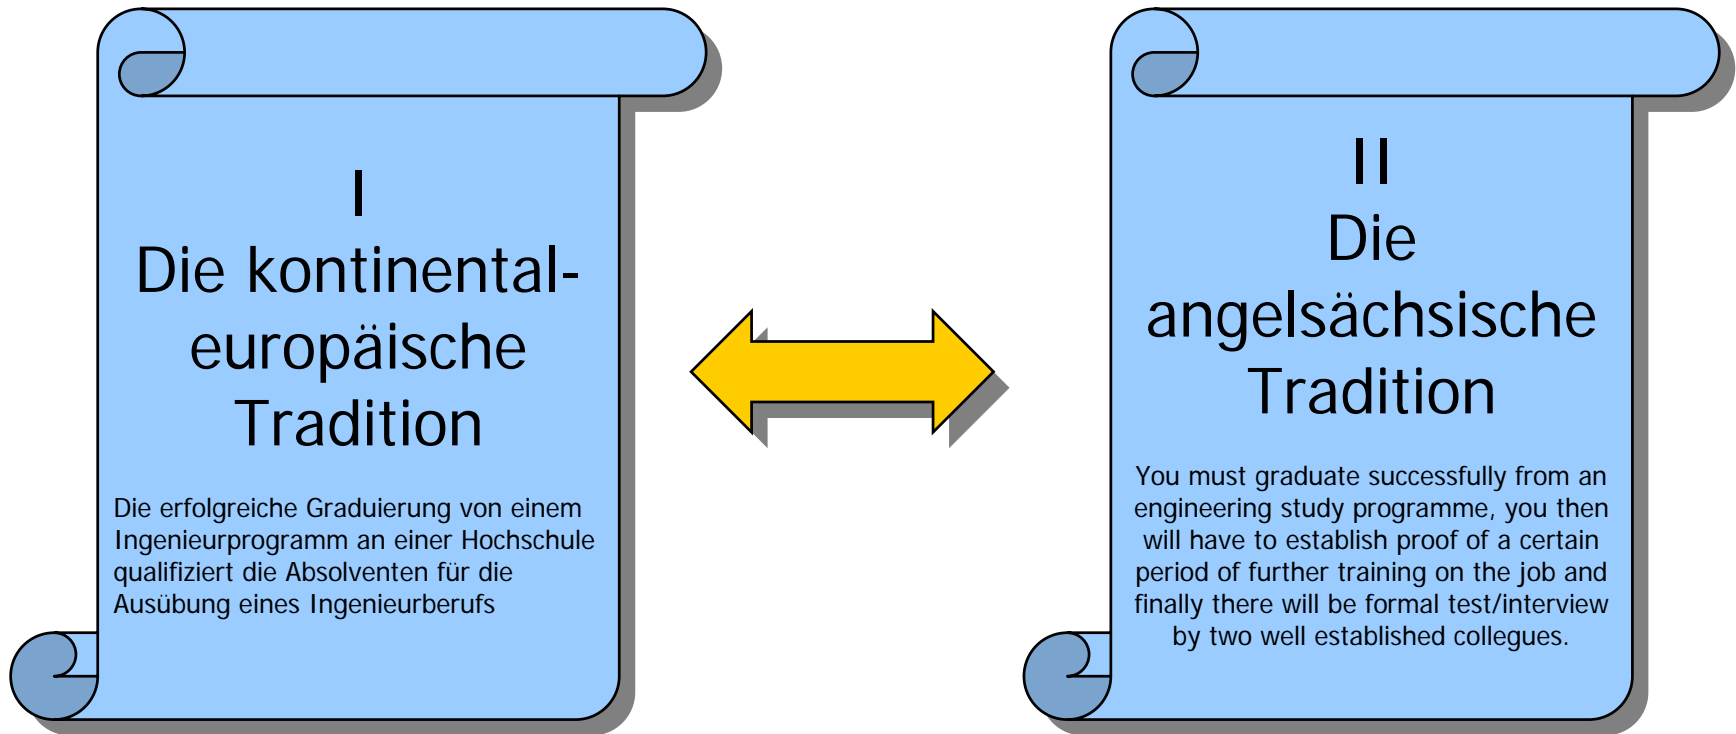 I
Die kontinental-
europäische
Tradition
Die erfolgreiche Graduierung von einem
Ingenieurprogramm an einer Hochschule
qualifiziert die Absolventen für die
Ausübung eines Ingenieurberufs
II
Die
angelsächsische
Tradition
You must graduate successfully from an
engineering study programme, you then
will have to establish proof of a certain
period of further training on the job and
finally there will be formal test/interview
by two well established collegues.